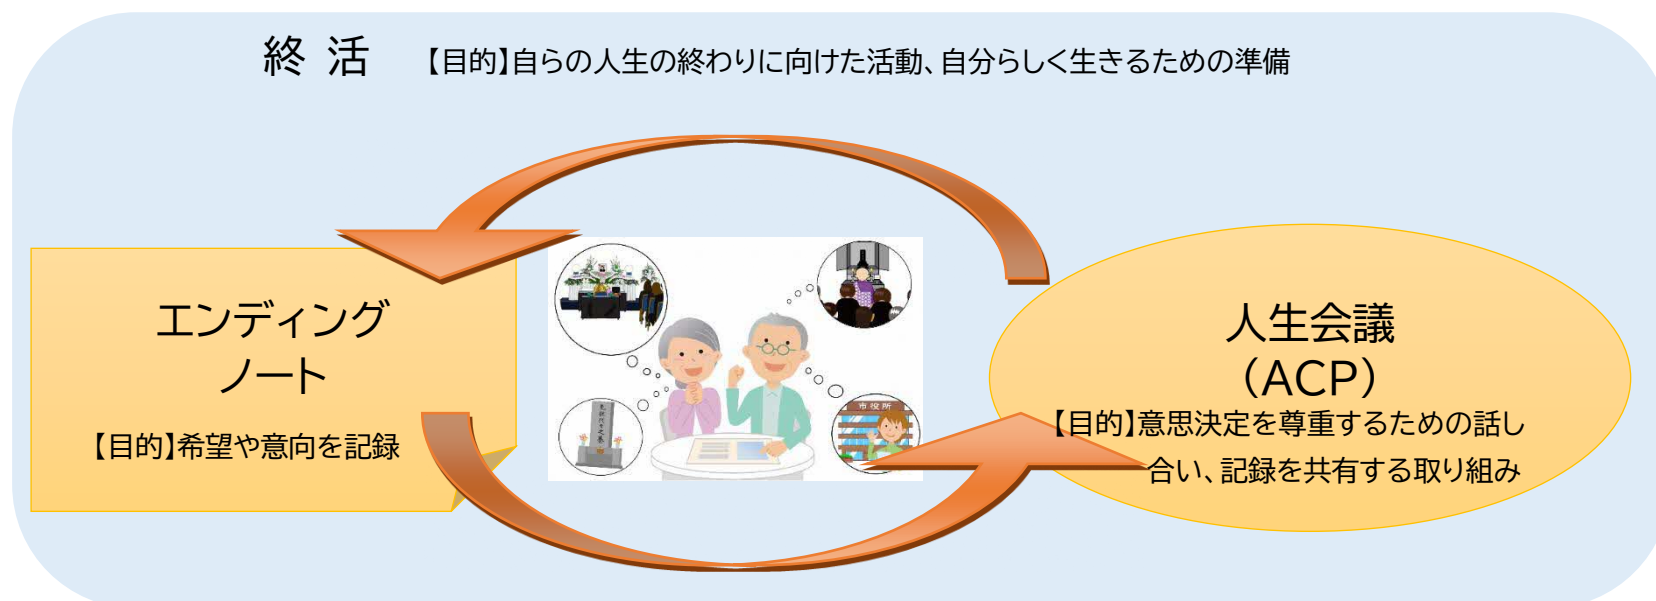 終 活 【目的】自らの人生の終わりに向けた活動、自分らしく生きるための準備
エンディング
ノート
【目的】希望や意向を記録
市役所
人生会議
（ACP）
【目的】意思決定を尊重するための話し
合い、記録を共有する取り組み